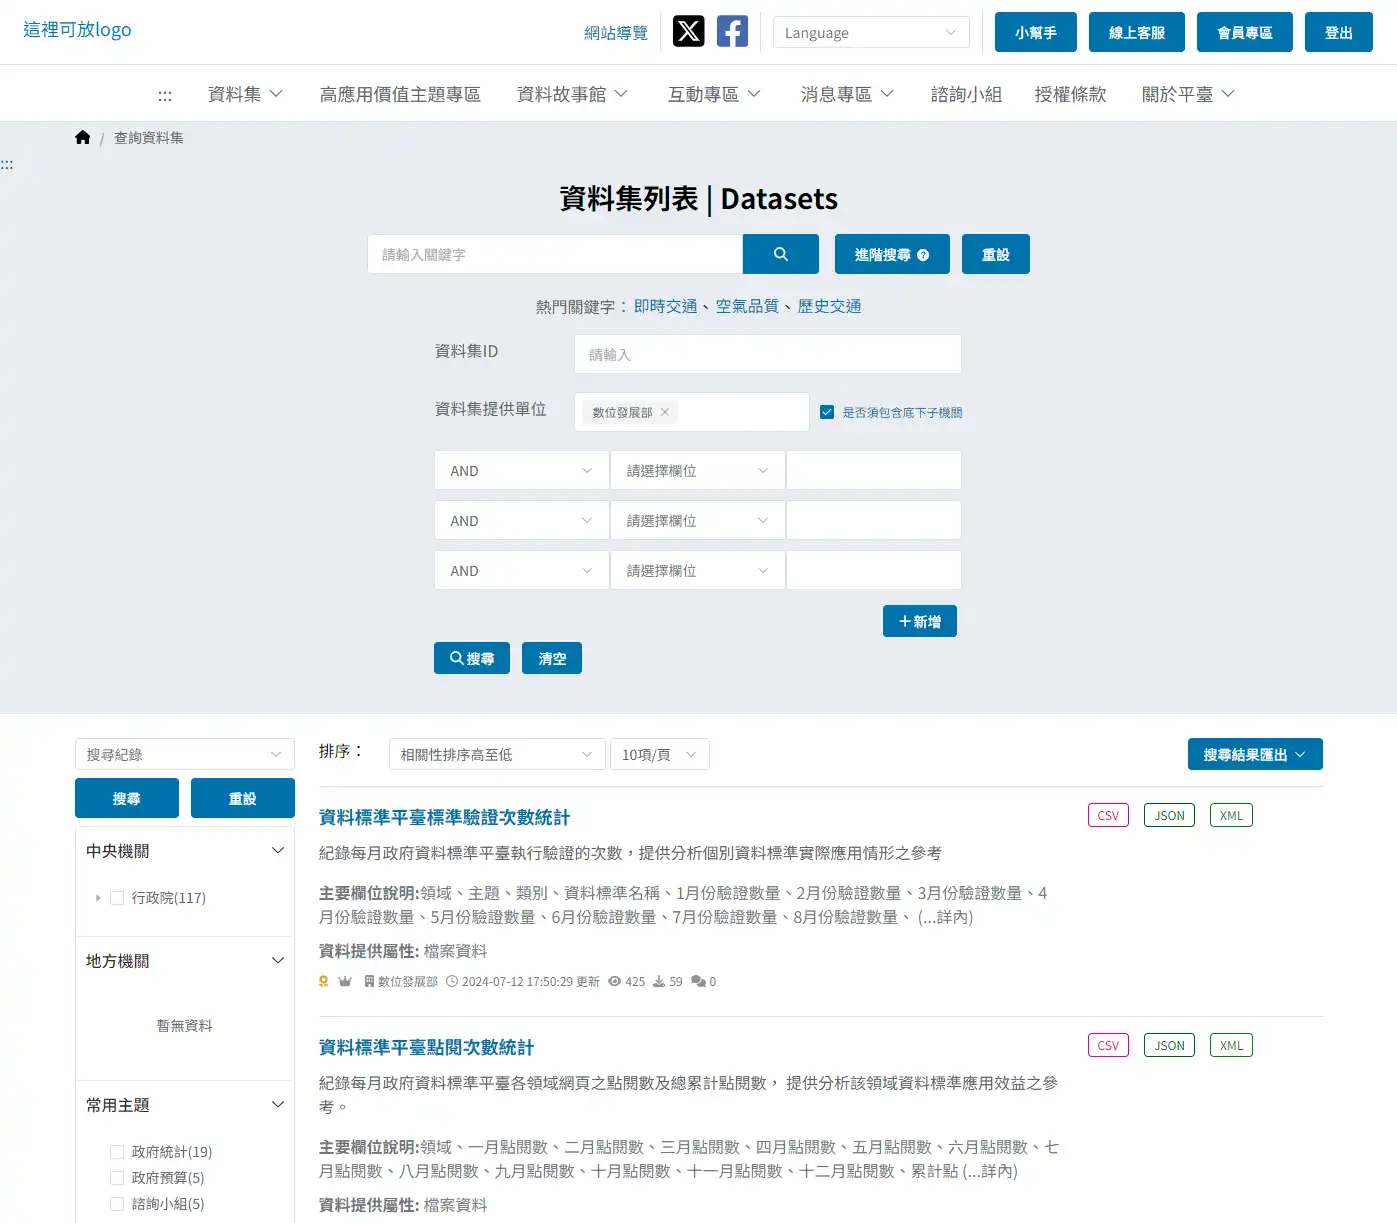 這裡可放logo
網站導覽
Language
小幫手
線上客服
會員專區
登出
:::
資料集
高應用價值主題專區
資料故事館
互動專區
消息專區
諮詢小組
授權條款
關於平臺
/ 查詢資料集
:::
資料集列表 | Datasets
請輸入關鍵字
進階搜尋
重設
熱門關鍵字：即時交通、空氣品質、歷史交通
資料集ID
請輸入
資料集提供單位
數位發展部 ×
是否須包含底下子機關
AND 請選擇欄位
AND 請選擇欄位
AND 請選擇欄位
+新增
搜尋
清空
搜尋紀錄
搜尋
重設
中央機關
行政院(117)
地方機關
暫無資料
常用主題
政府統計(19)
政府預算(5)
諮詢小組(5)
排序：
相關性排序高至低
10項/頁
搜尋結果匯出
資料標準平臺標準驗證次數統計
CSV JSON XML
紀錄每月政府資料標準平臺執行驗證的次數，提供分析個別資料標準實際應用情形之參考
主要欄位說明:領域、主題、類別、資料標準名稱、1月份驗證數量、2月份驗證數量、3月份驗證數量、4
月份驗證數量、5月份驗證數量、6月份驗證數量、7月份驗證數量、8月份驗證數量、 (...詳內)
資料提供屬性: 檔案資料
數位發展部 2024-07-12 17:50:29 更新 425 59 0
資料標準平臺點閱次數統計
CSV JSON XML
紀錄每月政府資料標準平臺各領域網頁之點閱數及總累計點閱數， 提供分析該領域資料標準應用效益之參
考。
主要欄位說明:領域、一月點閱數、二月點閱數、三月點閱數、四月點閱數、五月點閱數、六月點閱數、七
月點閱數、八月點閱數、九月點閱數、十月點閱數、十一月點閱數、十二月點閱數、累計點 (...詳內)
資料提供屬性: 檔案資料